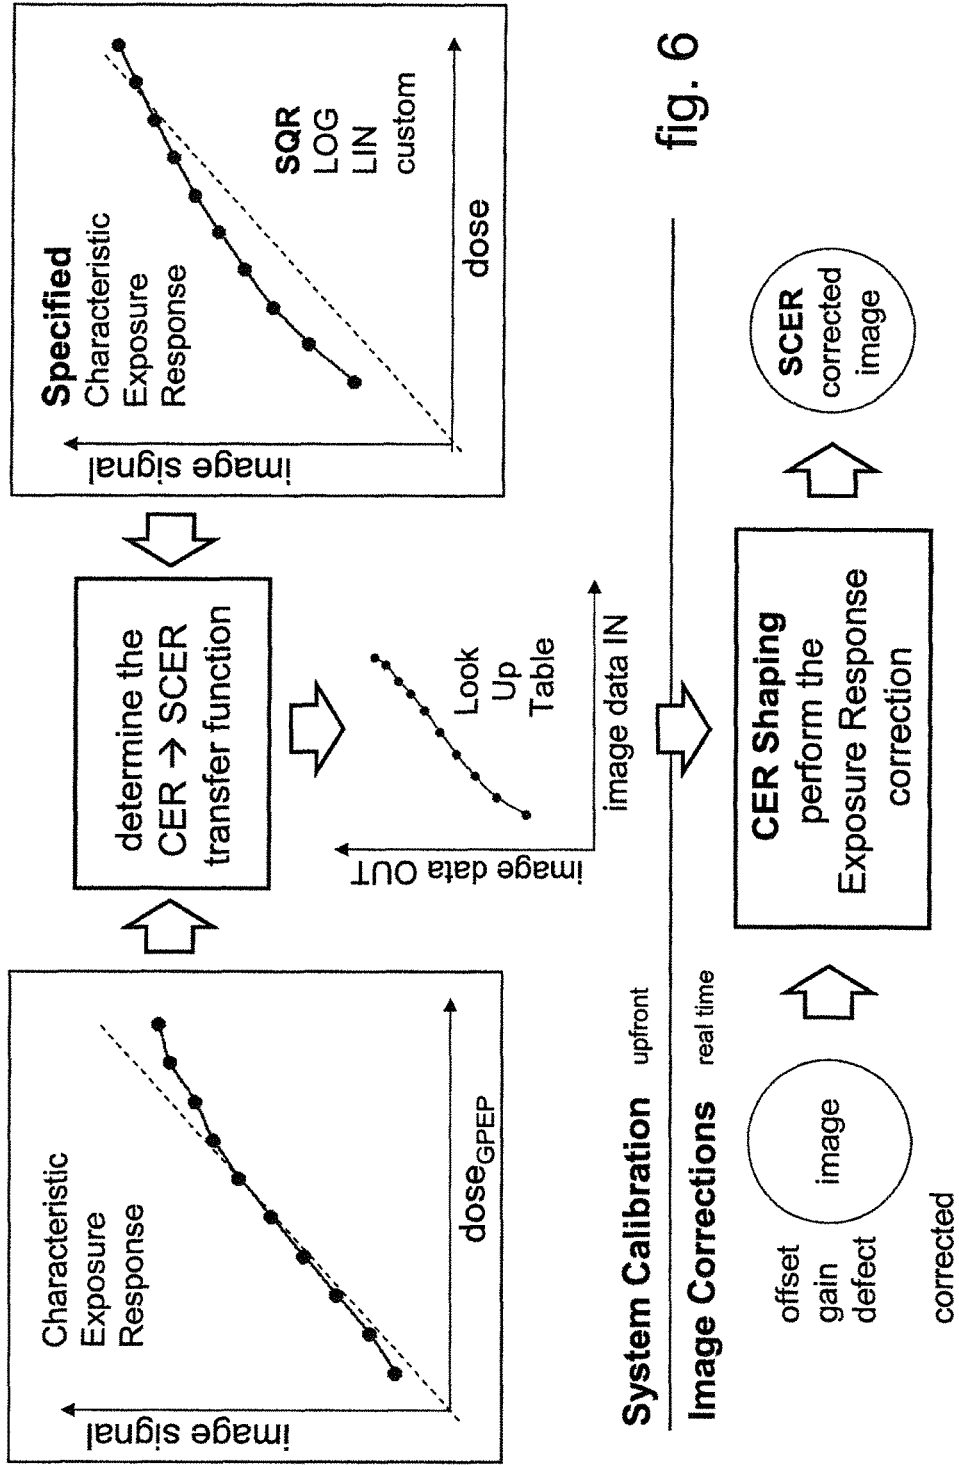 Characteristic
Exposure
Response
image signal
dose GPEP
determine the
CER → SCER
transfer function
Specified
Characteristic
Exposure
Response
image signal
SQR
LOG
LIN
custom
dose
image data OUT
Look
Up
Table
image data IN
System Calibration upfront
Image Corrections real time
offset
gain
defect
corrected
image
CER Shaping
perform the
Exposure Response
correction
SCER
corrected
image
fig. 6